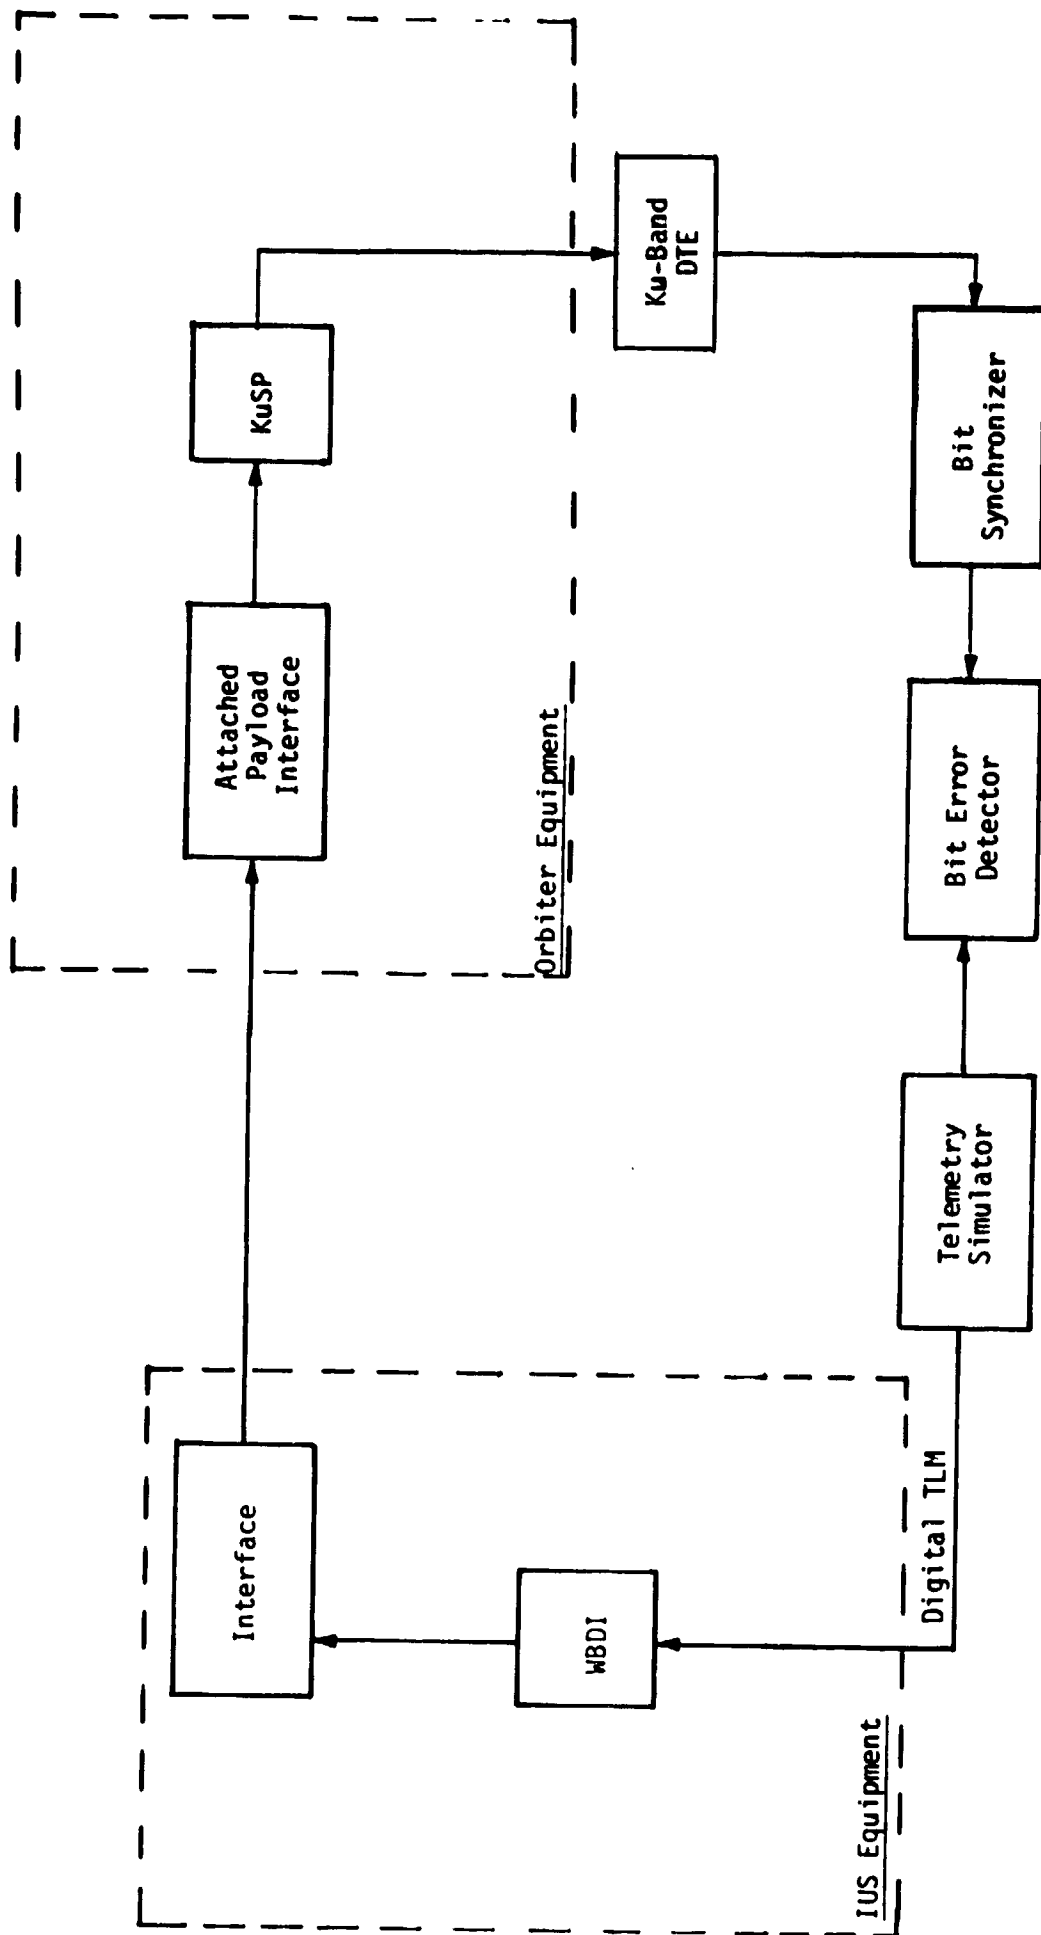 Interface
WBDI
IUS Equipment
Digital TLM
Attached
Payload
Interface
KuSP
Orbiter Equipment
Ku-Band
DTE
Telemetry
Simulator
Bit Error
Detector
Bit
Synchronizer